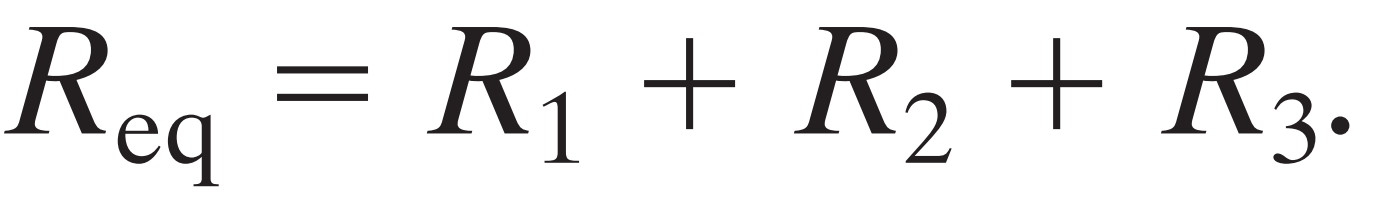 R_eq = R_1 + R_2 + R_3.